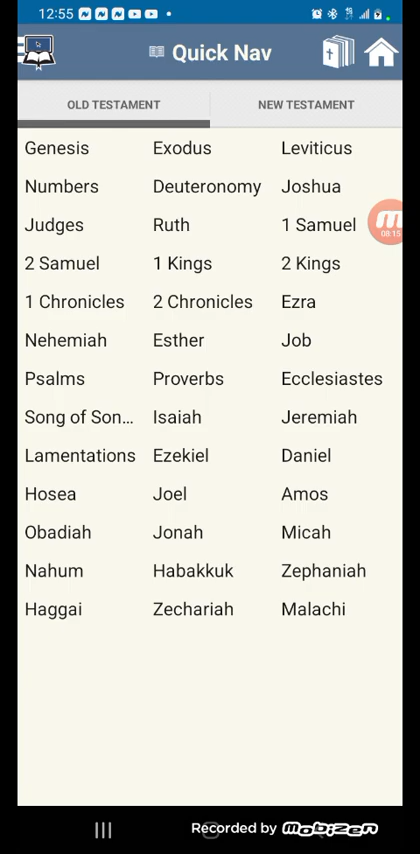 12:55
Quick Nav
OLD TESTAMENT NEW TESTAMENT
Genesis Exodus Leviticus
Numbers Deuteronomy Joshua
Judges Ruth 1 Samuel
08:15
2 Samuel 1 Kings 2 Kings
1 Chronicles 2 Chronicles Ezra
Nehemiah Esther Job
Psalms Proverbs Ecclesiastes
Song of Son... Isaiah Jeremiah
Lamentations Ezekiel Daniel
Hosea Joel Amos
Obadiah Jonah Micah
Nahum Habakkuk Zephaniah
Haggai Zechariah Malachi
Recorded by mobizen